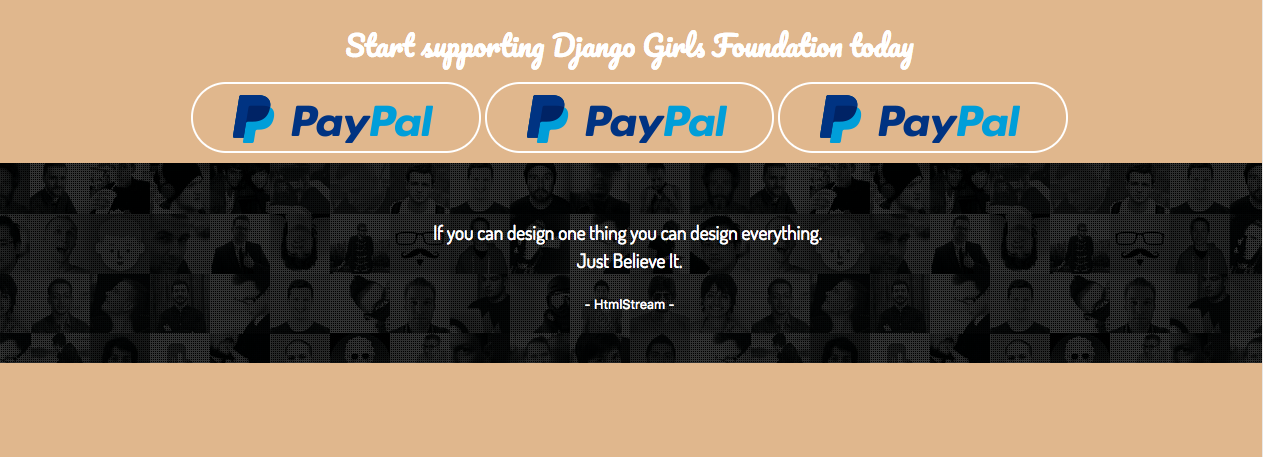 Start supporting Django Girls Foundation today
PayPal PayPal PayPal
If you can design one thing you can design everything.
Just Believe It.
- HtmlStream -